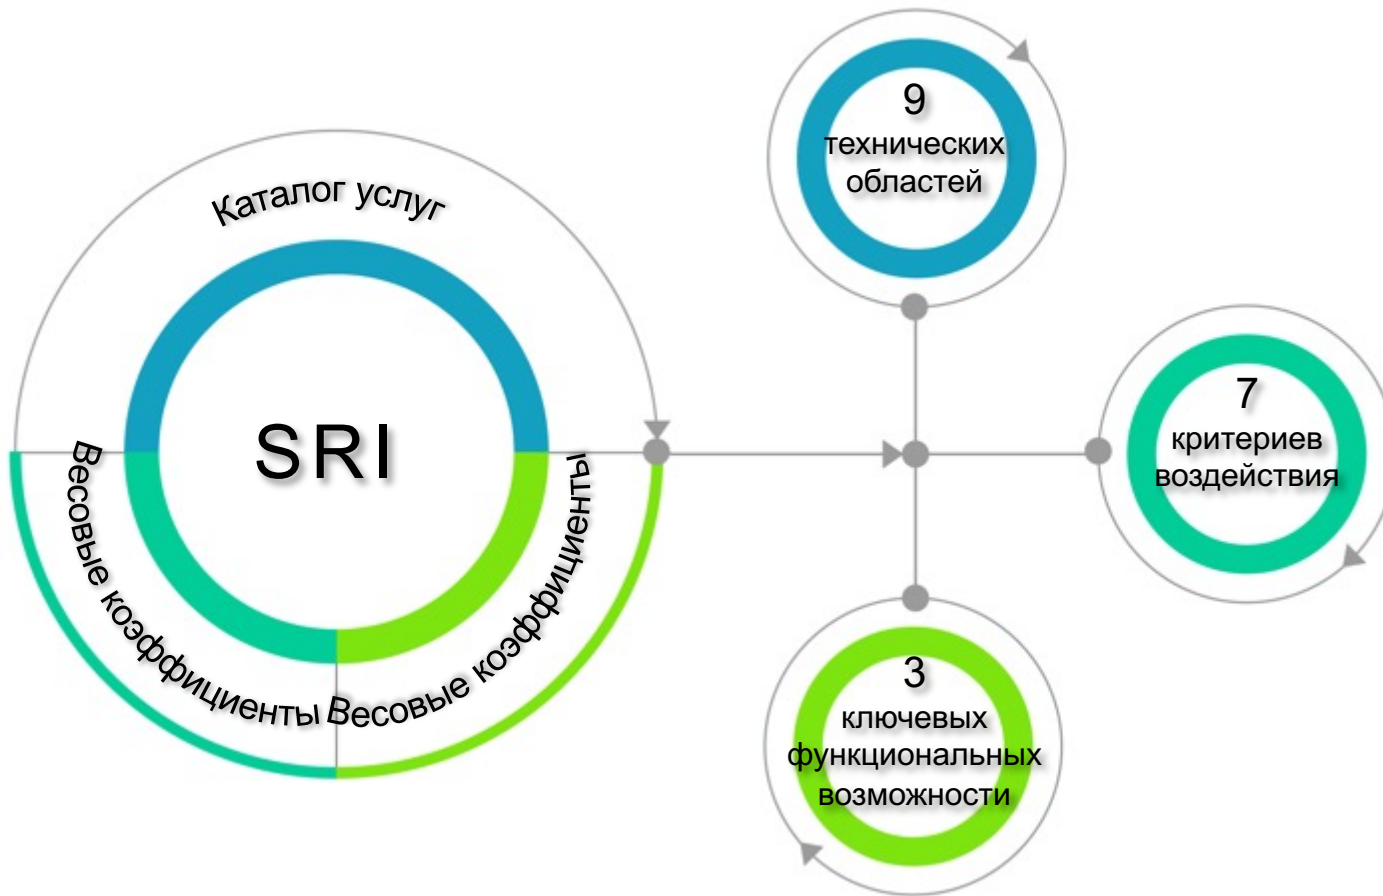 Каталог услуг
SRI
Весовые коэффициенты
Весовые коэффициенты
9
технических
областей
7
критериев
воздействия
3
ключевых
функциональных
возможности